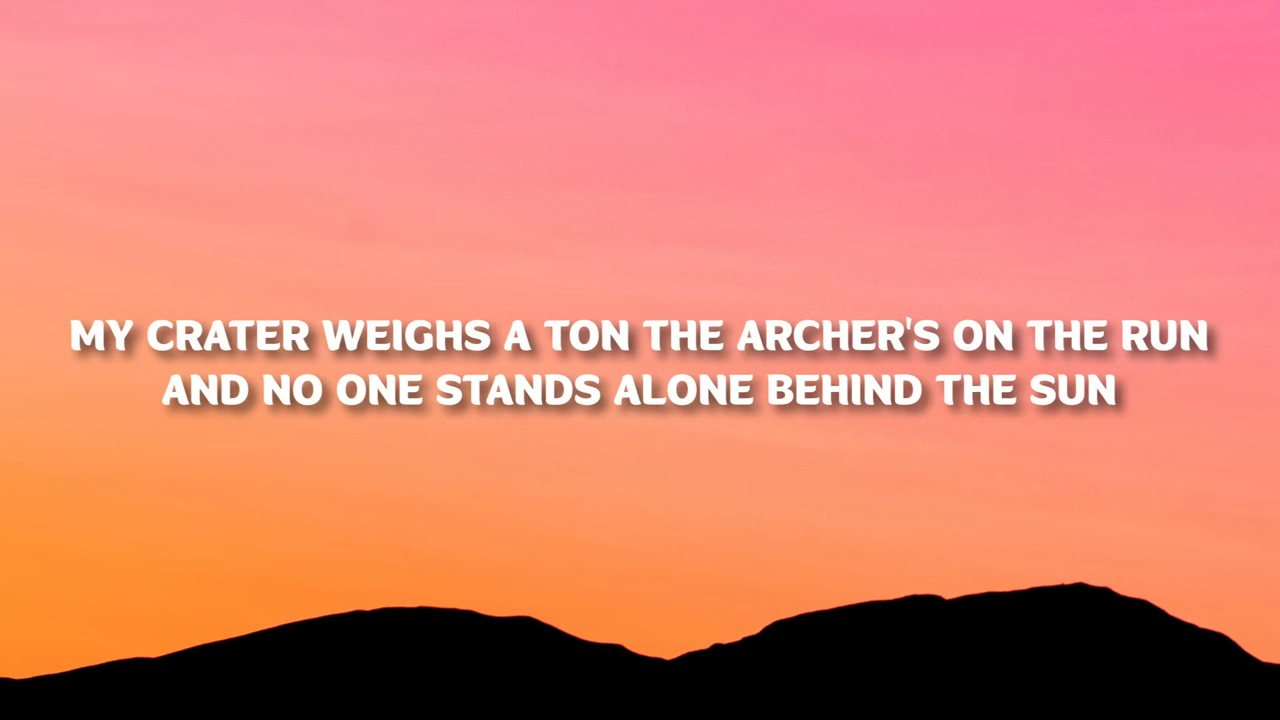 MY CRATER WEIGHS A TON THE ARCHER'S ON THE RUN
AND NO ONE STANDS ALONE BEHIND THE SUN